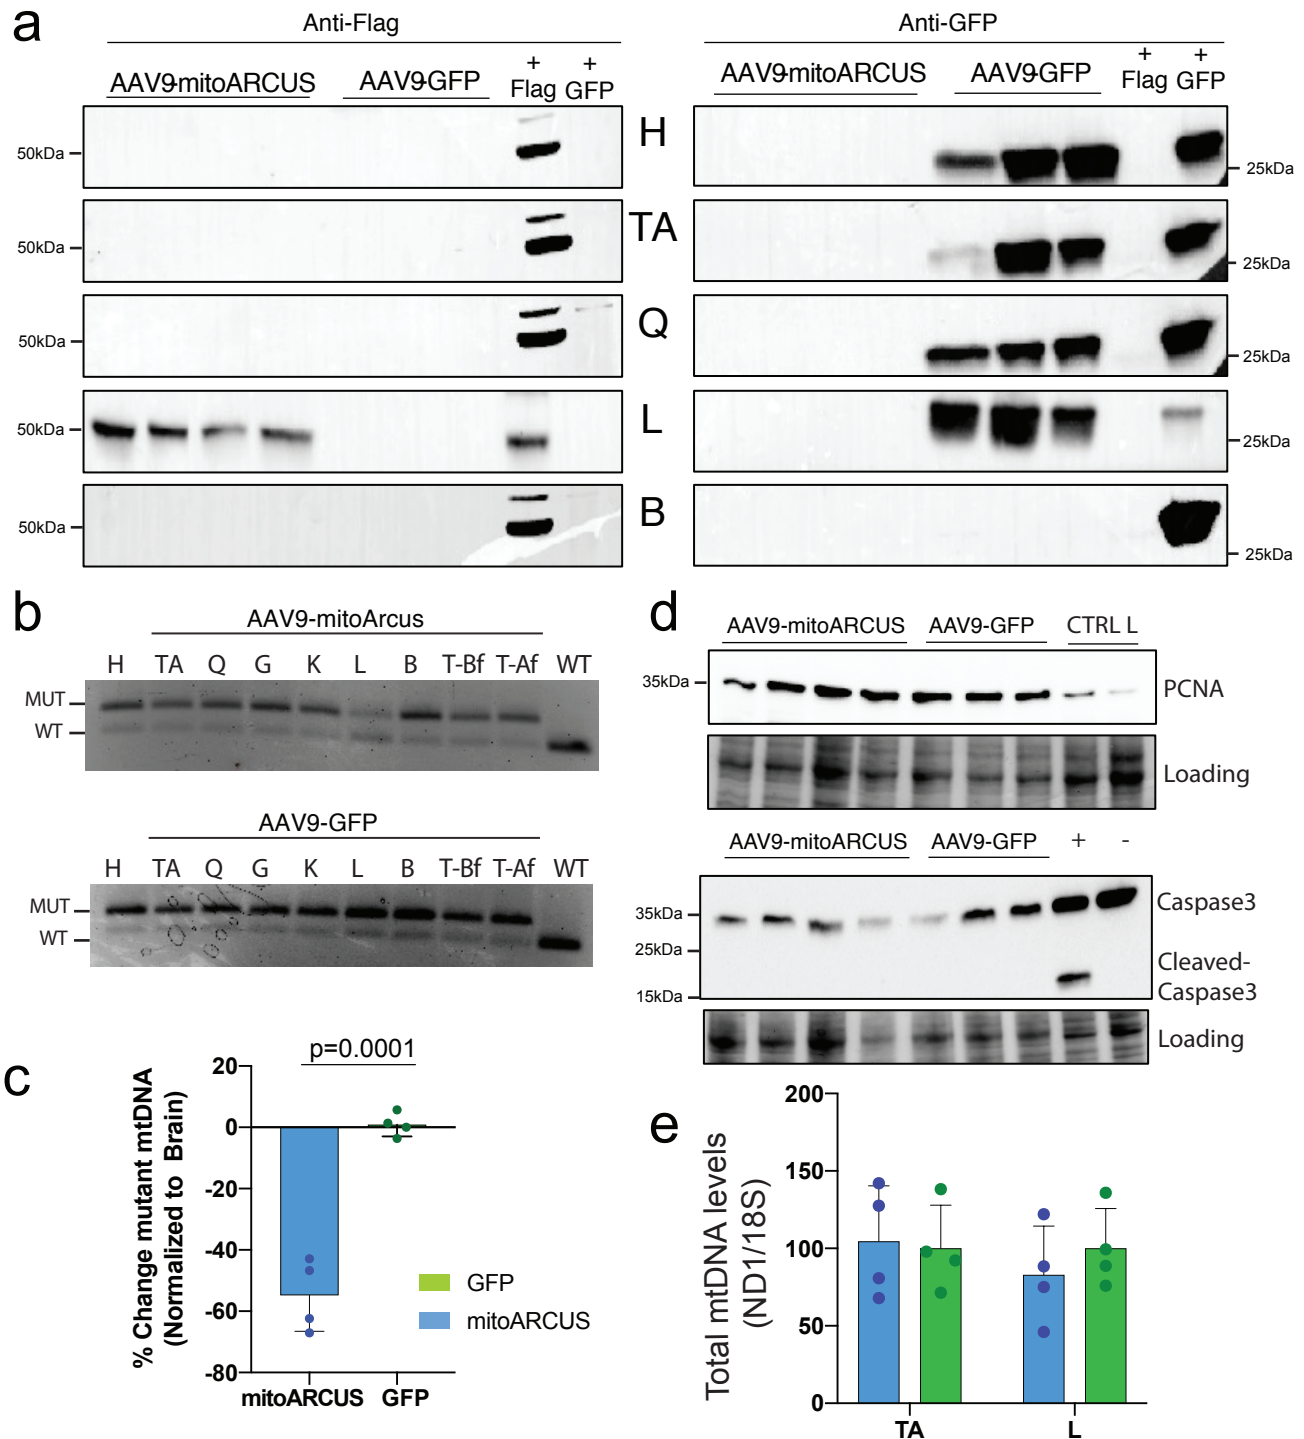 a
Anti-Flag
Anti-GFP
AAV9-mitoARCUS AAV9-GFP + Flag + GFP
AAV9-mitoARCUS AAV9-GFP + Flag + GFP
50kDa H 25kDa
50kDa TA 25kDa
50kDa Q 25kDa
50kDa L 25kDa
50kDa B 25kDa
b
AAV9-mitoArcus
H TA Q G K L B T-Bf T-Af WT
MUT
WT
AAV9-GFP
H TA Q G K L B T-Bf T-Af WT
MUT
WT
c
p=0.0001
% Change mutant mtDNA
(Normalized to Brain)
20
0
-20
-40
-60
-80
mitoARCUS GFP
GFP
mitoARCUS
d
AAV9-mitoARCUS AAV9-GFP CTRL L
35kDa PCNA
Loading
AAV9-mitoARCUS AAV9-GFP + -
35kDa
25kDa
15kDa
Caspase3
Cleaved-
Caspase3
Loading
e
Total mtDNA levels
(ND1/18S)
200
150
100
50
0
TA L